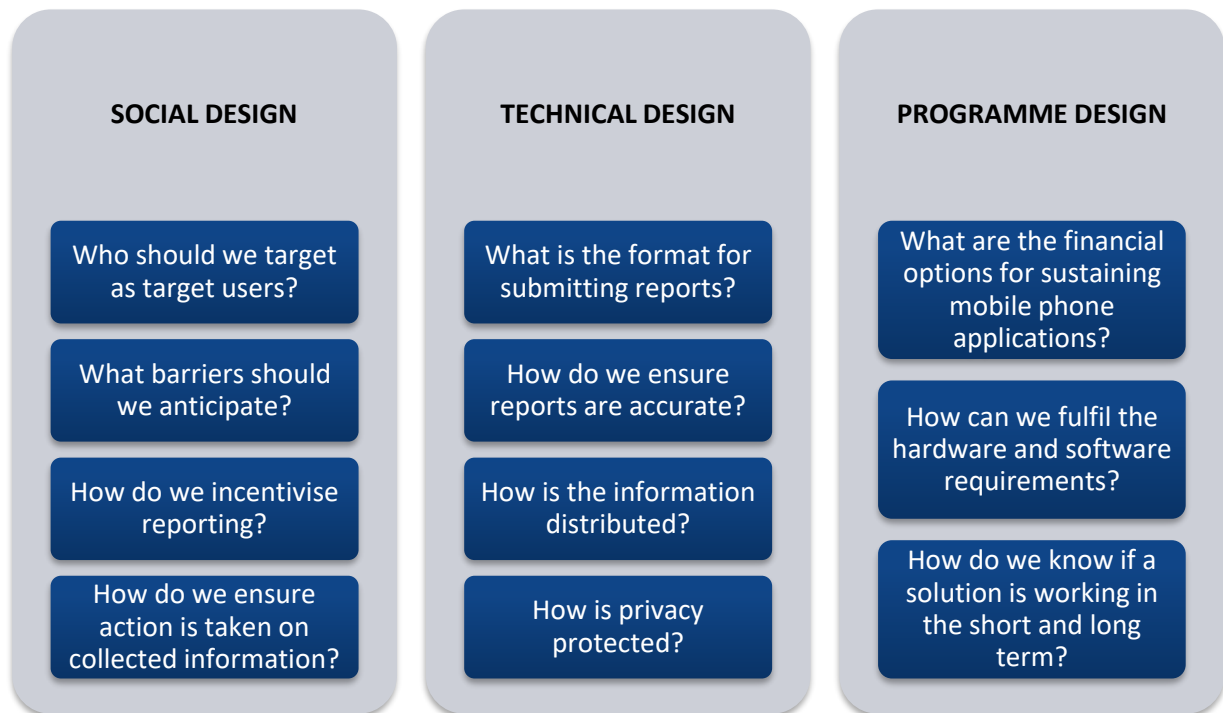 SOCIAL DESIGN
Who should we target
as target users?
What barriers should
we anticipate?
How do we incentivise
reporting?
How do we ensure
action is taken on
collected information?
TECHNICAL DESIGN
What is the format for
submitting reports?
How do we ensure
reports are accurate?
How is the information
distributed?
How is privacy
protected?
PROGRAMME DESIGN
What are the financial
options for sustaining
mobile phone
applications?
How can we fulfil the
hardware and software
requirements?
How do we know if a
solution is working in
the short and long
term?